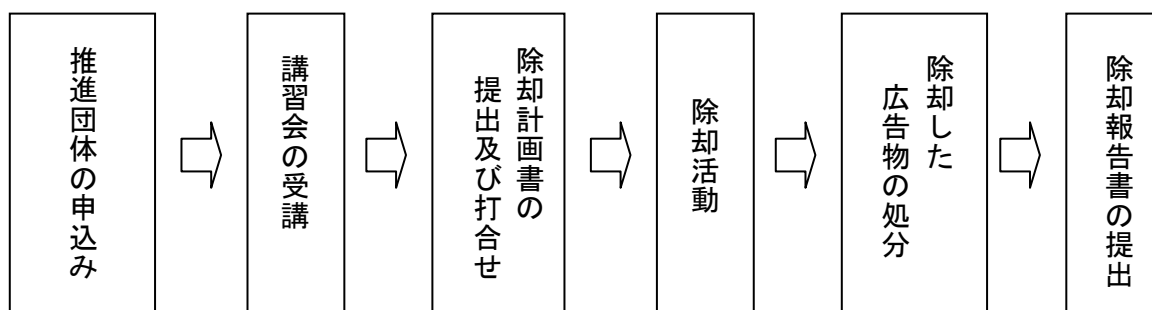 推進団体の申込み
講習会の受講
除却計画書の
提出及び打合せ
除却活動
除却した
広告物の処分
除却報告書の提出